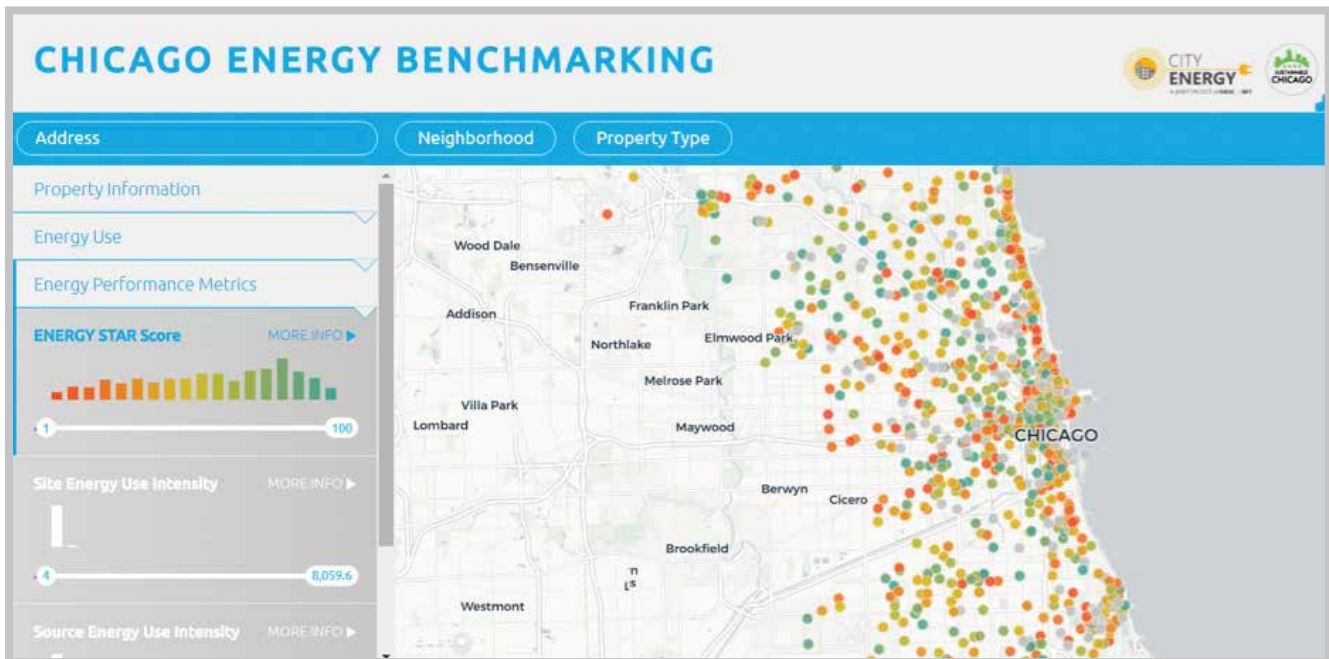 CHICAGO ENERGY BENCHMARKING
CITY
ENERGY
SUSTAINABLE
CHICAGO
Address
Neighborhood
Property Type
Property Information
Energy Use
Energy Performance Metrics
ENERGY STAR Score MORE INFO ▶
1 100
Site Energy Use Intensity MORE INFO ▶
4 8,059.6
Source Energy Use Intensity MORE INFO ▶
Wood Dale
Bensenville
Addison
Franklin Park
Northlake
Elmwood Park
Melrose Park
Villa Park
Lombard
Maywood
CHICAGO
Berwyn
Cicero
Brookfield
Westmont